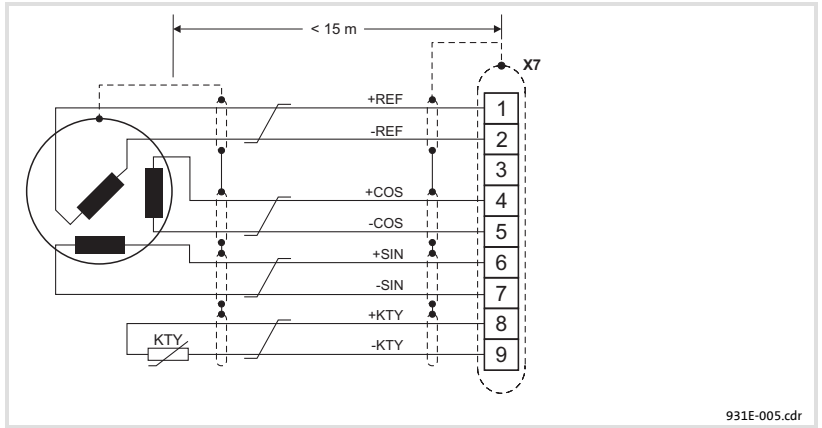 < 15 m
X7
+REF 1
-REF 2
3
+COS 4
-COS 5
+SIN 6
-SIN 7
+KTY 8
KTY -KTY 9
931E-005.cdr